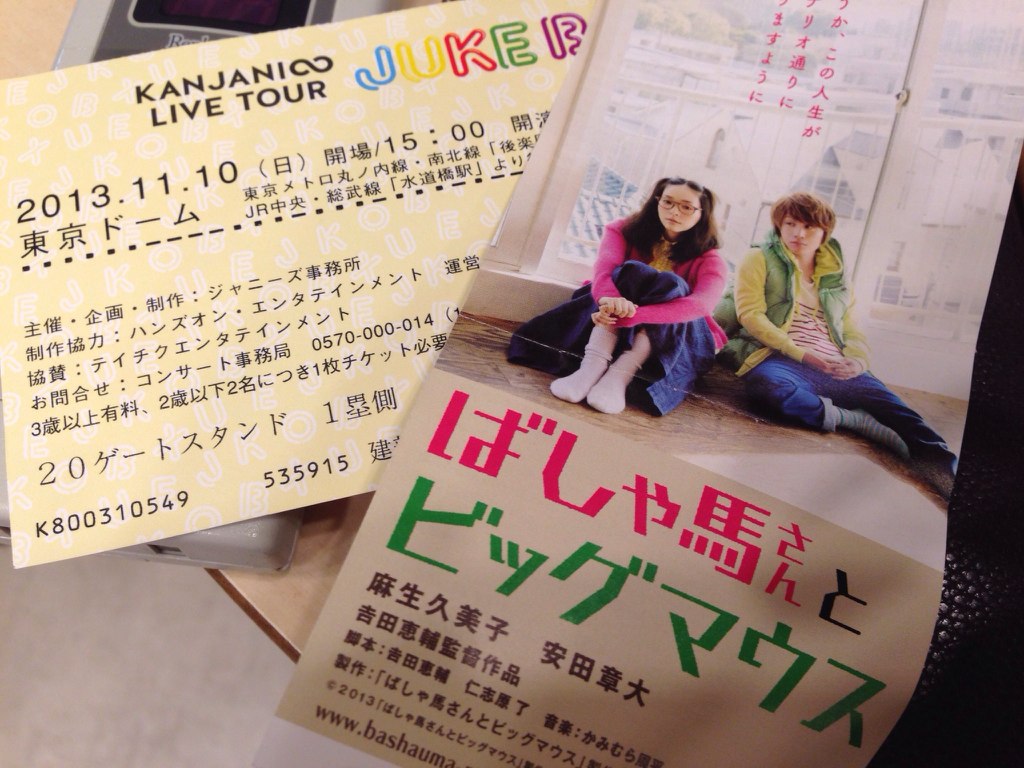 KANJANI∞
LIVE TOUR
JUKE B
2013.11.10 (日) 開場/15:00 開演
東京ドーム
東京メトロ丸ノ内線・南北線「後楽
JR中央・総武線「水道橋駅」より
主催・企画・制作:ジャニーズ事務所
制作協力:ハンズオン・エンタテインメント 運営
協賛:テイチクエンタテインメント
お問合せ:コンサート事務局 0570-000-014
3歳以上有料、2歳以下2名につき1枚チケット必要
20ゲートスタンド 1塁側
535915
K800310549
うか、この人生が
ナリオ通りに
ますように
ばしゃ馬さんと
ビッグマウス
麻生久美子 安田章大
吉田恵輔監督作品
脚本:吉田恵輔 仁志原了 音楽:かみむら周平
製作:「ばしゃ馬さんとビッグマウス」製
©2013「ばしゃ馬さんとビッグマウス」
www.bashauma.